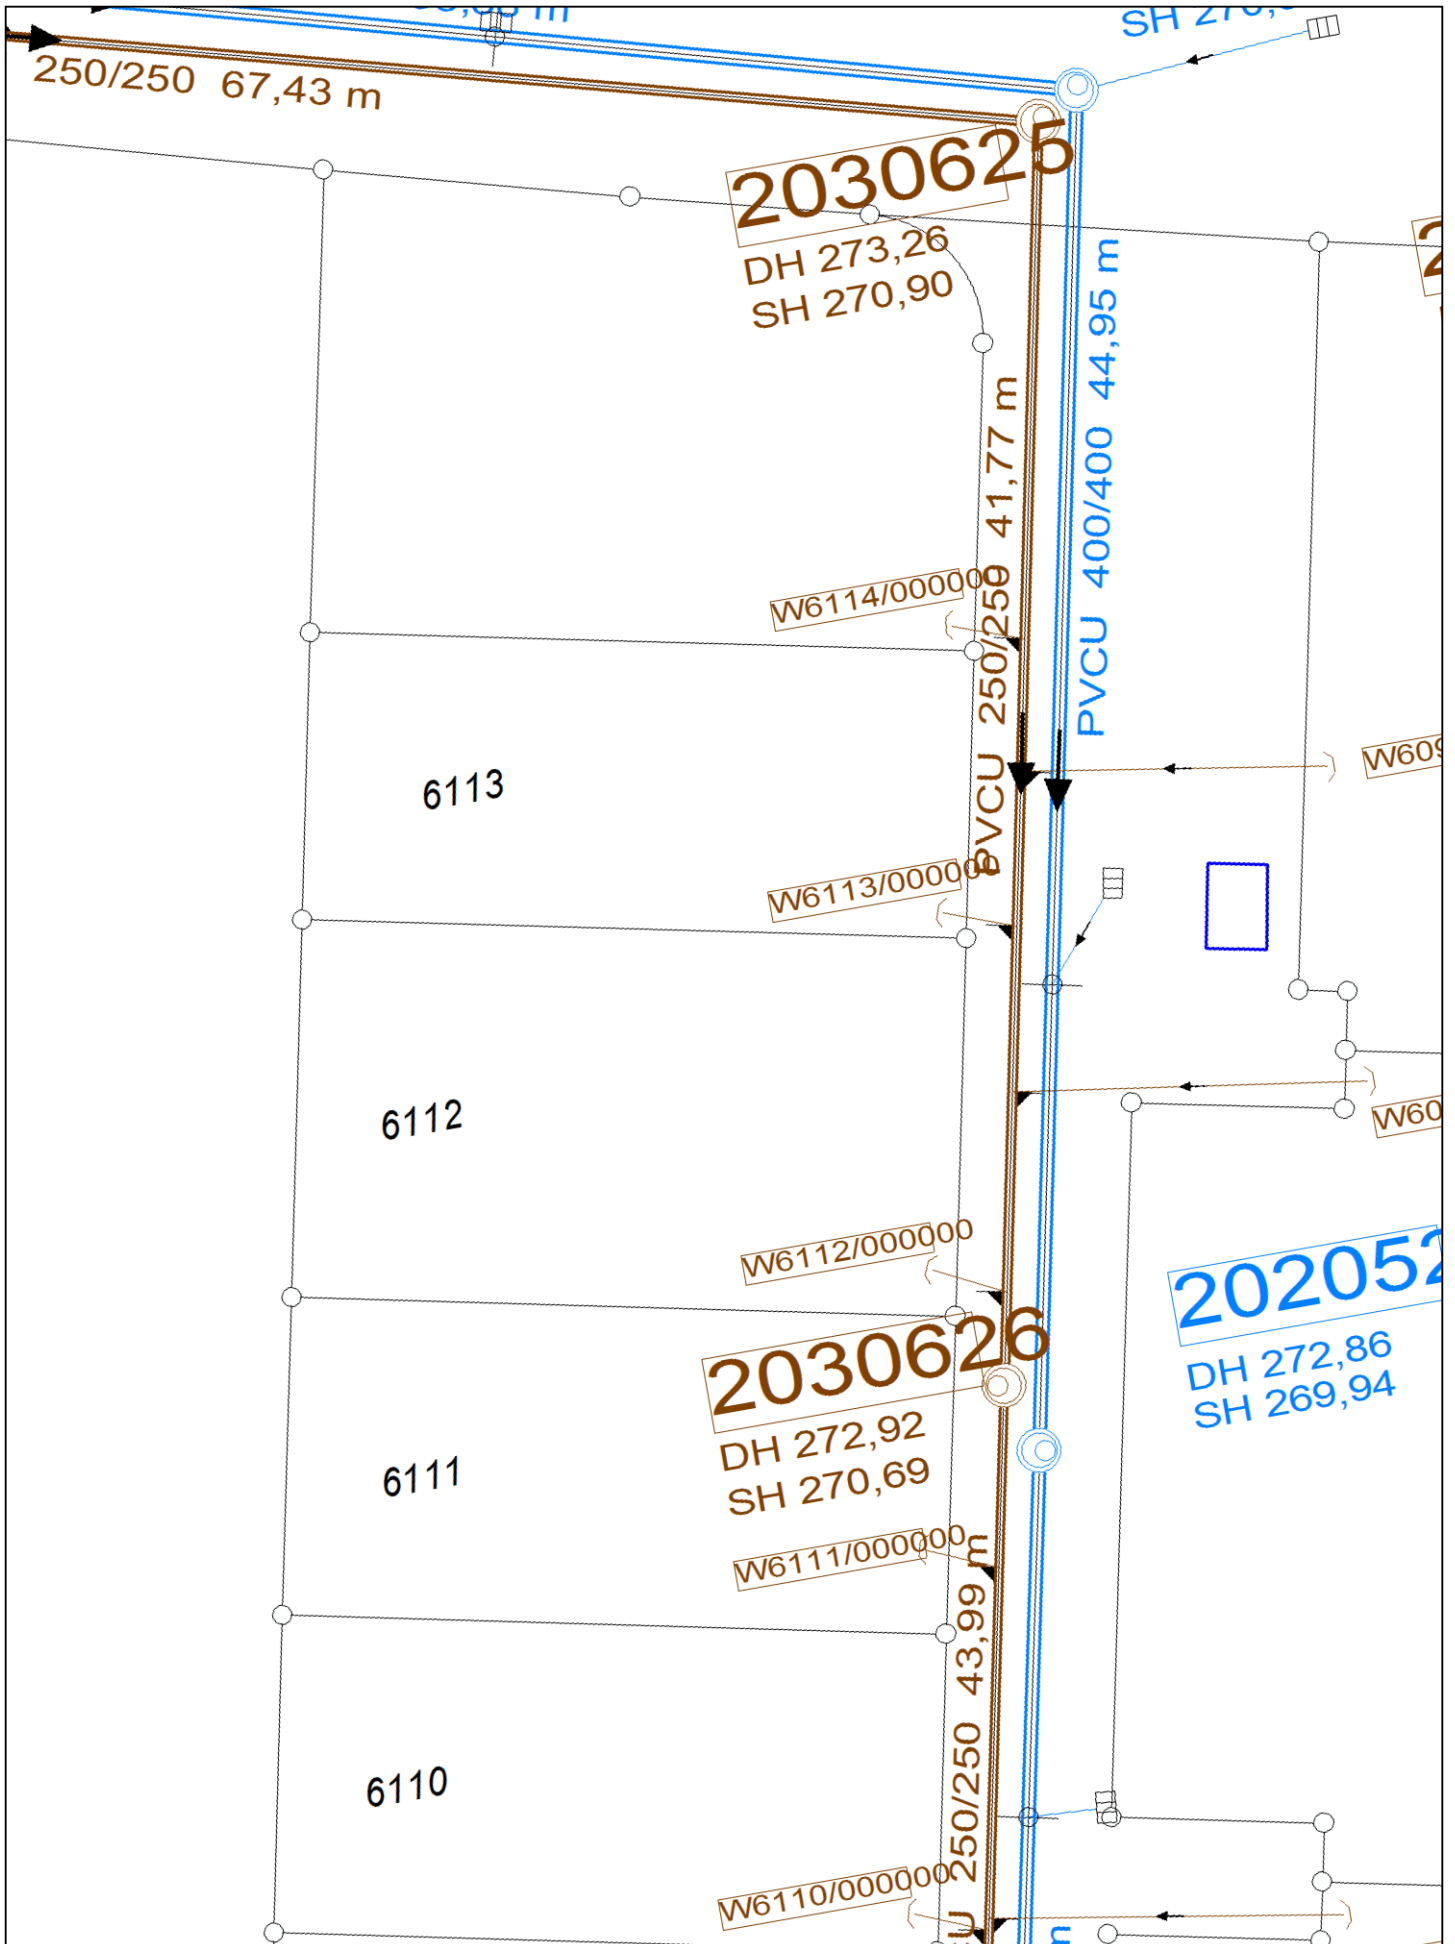 250/250 67,43 m
2030625
DH 273,26
SH 270,90
PVCU 250/250 41,77 m
PVCU 400/400 44,95 m
W6114/000000
6113
W6113/000000
6112
W6112/000000
2030626
DH 272,92
SH 270,69
DH 272,86
SH 269,94
6111
W6111/000000
250/250 43,99 m
6110
W6110/000000